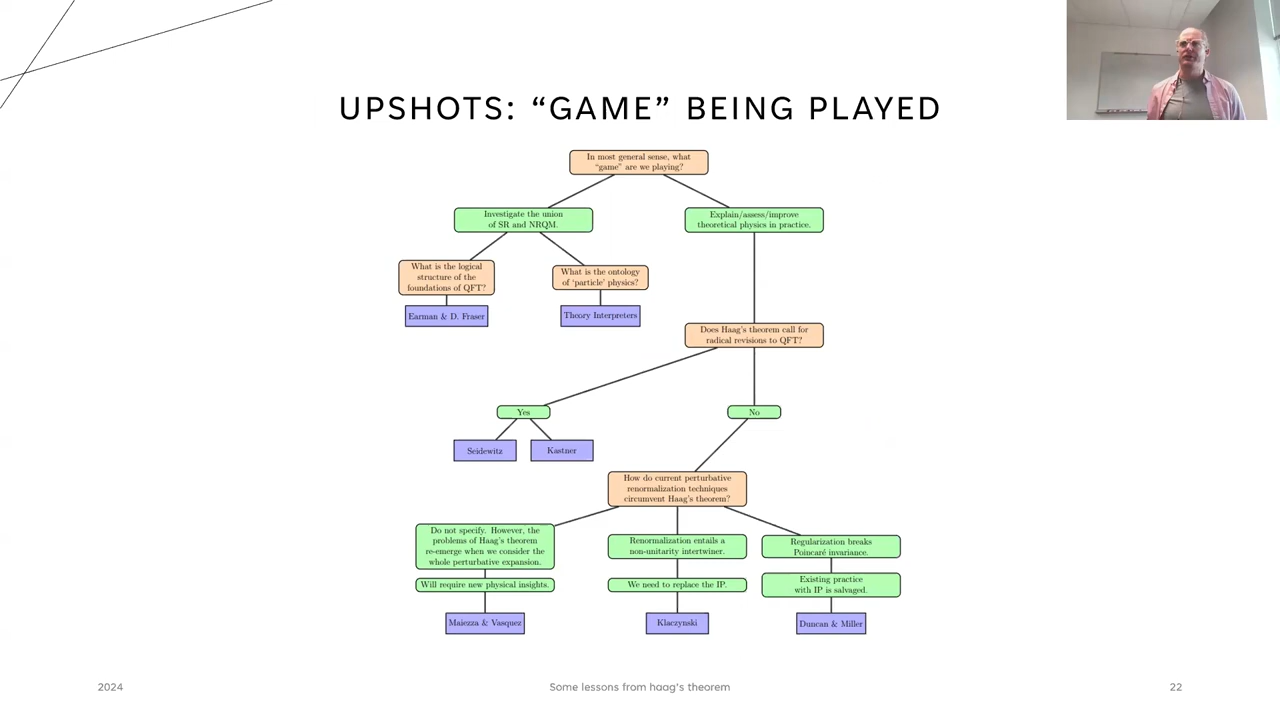 UPSHOTS: “GAME” BEING PLAYED
In most general sense, what
“game” are we playing?
Investigate the union
of SR and NRQM.
Explain/assess/improve
theoretical physics in practice.
What is the logical
structure of the
foundations of QFT?
What is the ontology
of ‘particle’ physics?
Earman & D. Fraser
Theory Interpreters
Does Haag’s theorem call for
radical revisions to QFT?
Yes
No
Seidewitz
Kastner
How do current perturbative
renormalization techniques
circumvent Haag’s theorem?
Do not specify. However, the
problems of Haag’s theorem
re-emerge when we consider the
whole perturbative expansion.
Renormalization entails a
non-unitarity intertwiner.
Regularization breaks
Poincaré invariance.
Will require new physical insights.
We need to replace the IP.
Existing practice
with IP is salvaged.
Maiezza & Vasquez
Klaczynski
Duncan & Miller
2024
Some lessons from haag’s theorem
22